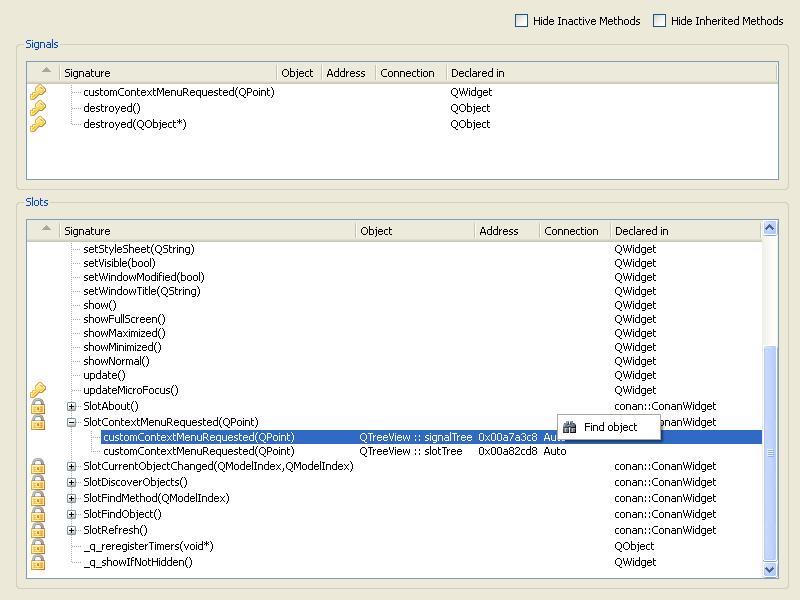 Hide Inactive Methods Hide Inherited Methods
Signals
Signature Object Address Connection Declared in
customContextMenuRequested(QPoint) QWidget
destroyed() QObject
destroyed(QObject*) QObject
Slots
Signature Object Address Connection Declared in
setStyleSheet(QString) QWidget
setVisible(bool) QWidget
setWindowModified(bool) QWidget
setWindowTitle(QString) QWidget
show() QWidget
showFullScreen() QWidget
showMaximized() QWidget
showMinimized() QWidget
showNormal() QWidget
update() QWidget
updateMicroFocus() QWidget
SlotAbout() conan::ConanWidget
SlotContextMenuRequested(QPoint) Widget
Find object
customContextMenuRequested(QPoint) QTreeView :: signalTree 0x00a7a3c8 Auto
customContextMenuRequested(QPoint) QTreeView :: slotTree 0x00a82cd8 Auto
SlotCurrentObjectChanged(QModelIndex,QModelIndex) conan::ConanWidget
SlotDiscoverObjects() conan::ConanWidget
SlotFindMethod(QModelIndex) conan::ConanWidget
SlotFindObject() conan::ConanWidget
SlotRefresh() conan::ConanWidget
_q_reregisterTimers(void*) QObject
_q_showIfNotHidden() QWidget